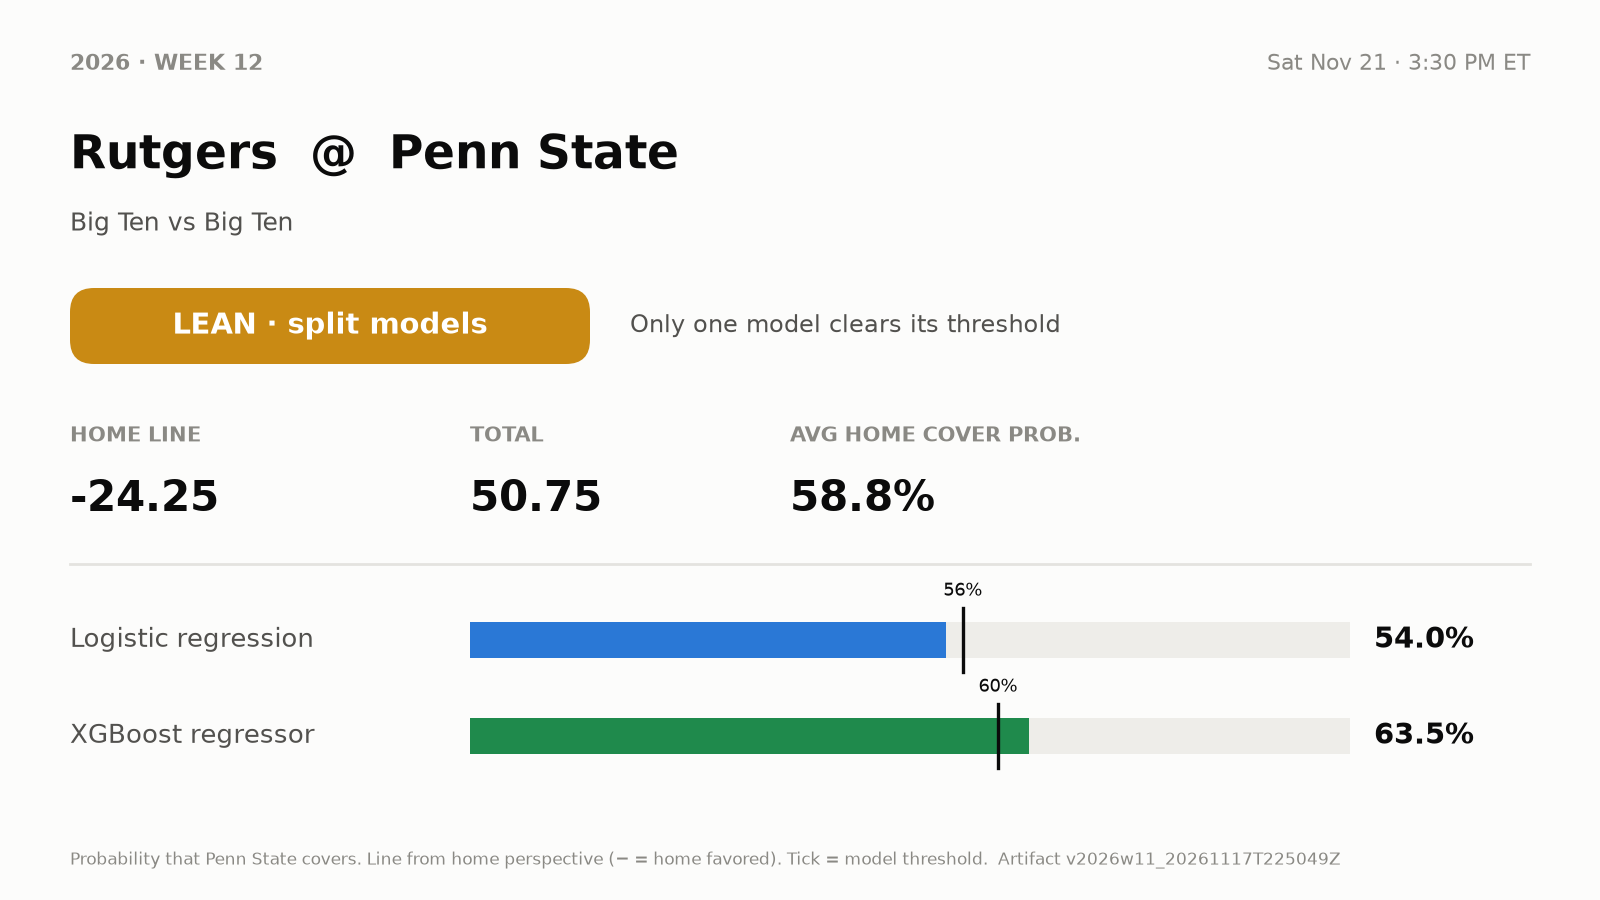 2026 · WEEK 12
Sat Nov 21 · 3:30 PM ET
Rutgers @ Penn State
Big Ten vs Big Ten
LEAN · split models
Only one model clears its threshold
HOME LINE
TOTAL
AVG HOME COVER PROB.
-24.25
50.75
58.8%
56%
Logistic regression
54.0%
60%
XGBoost regressor
63.5%
Probability that Penn State covers. Line from home perspective (− = home favored). Tick = model threshold. Artifact v2026w11_20261117T225049Z